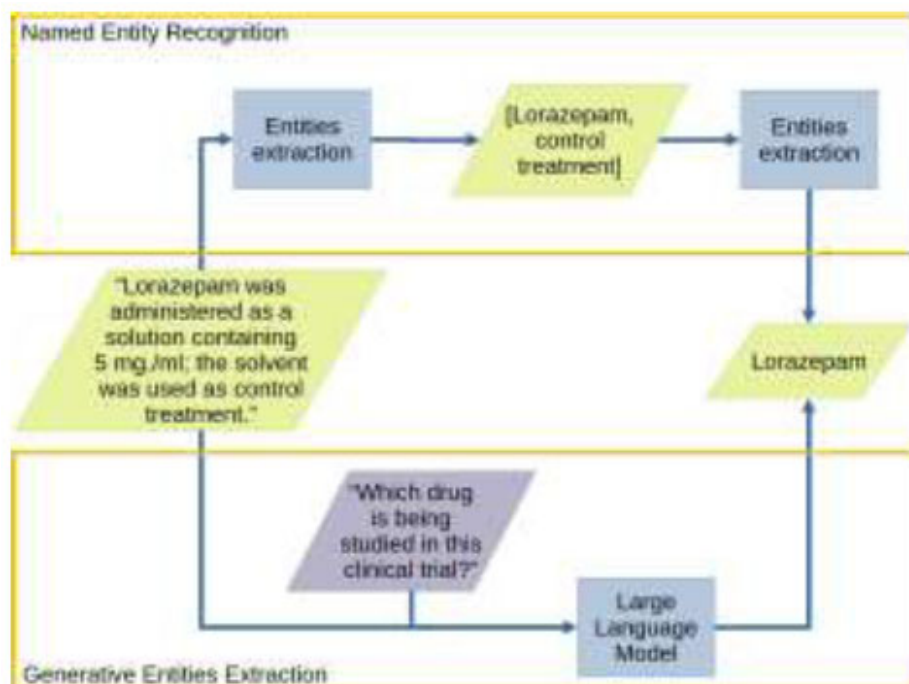 Named Entity Recognition
Entities
extraction
[Lorazepam,
control
treatment]
Entities
extraction
"Lorazepam was
administered as a
solution containing
5 mg./ml; the solvent
was used as control
treatment."
Lorazepam
"Which drug
is being
studied in this
clinical trial?"
Large
Language
Model
Generative Entities Extraction